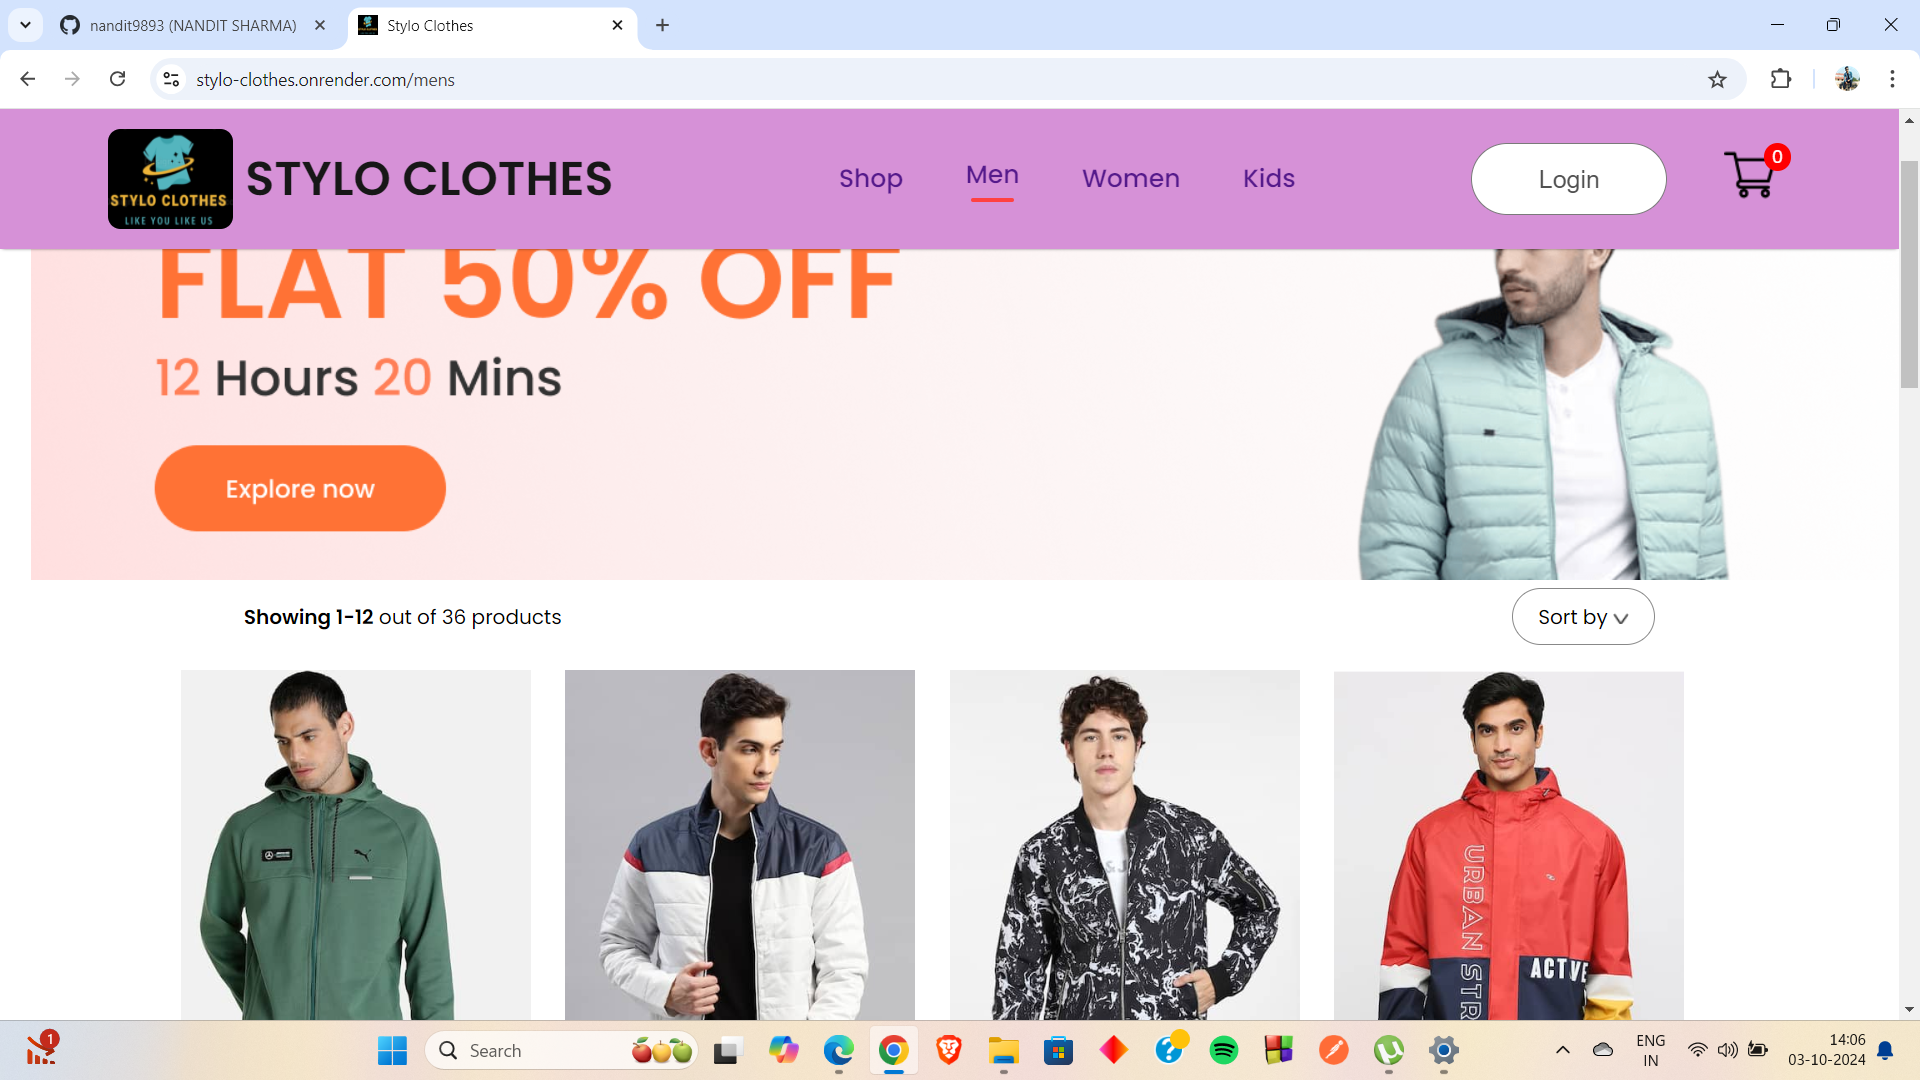 nandit9893 (NANDIT SHARMA)
Stylo Clothes
stylo-clothes.onrender.com/mens
STYLO CLOTHES
LIKE YOU LIKE US
STYLO CLOTHES
Shop
Men
Women
Kids
Login
0
FLAT 50% OFF
12 Hours 20 Mins
Explore now
Showing 1-12 out of 36 products
Sort by
URBAN STR
ACTIVE
1
Search
ENG
IN
14:06
03-10-2024